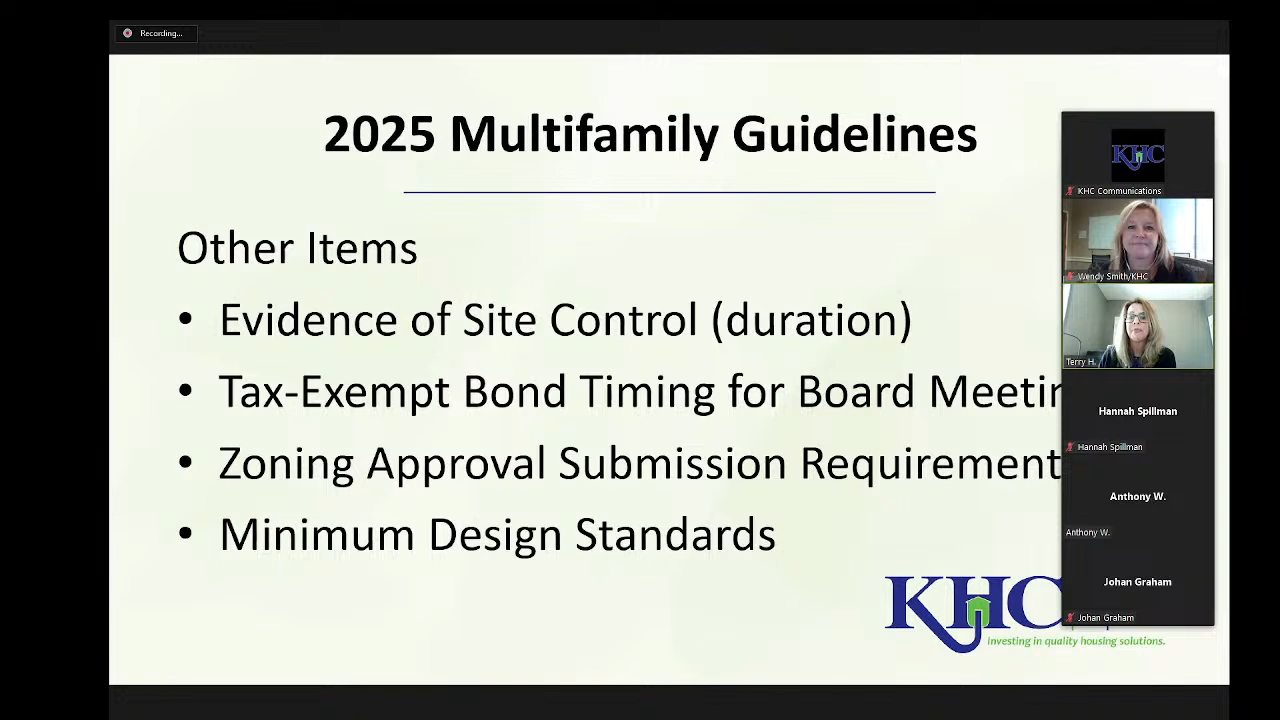 Recording...
2025 Multifamily Guidelines
Other Items
• Evidence of Site Control (duration)
• Tax-Exempt Bond Timing for Board
• Zoning Approval Submission Requirement
• Minimum Design Standards
KHC
Investing in quality housing solutions.
KHC
KHC Communications
Wendy Smith/KHC
Terry H.
Hannah Spillman
Hannah Spillman
Anthony W.
Anthony W.
Johan Graham
Johan Graham